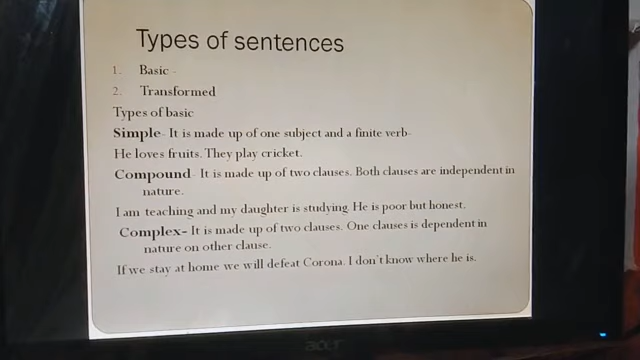 Types of sentences
1. Basic -
2. Transformed
Types of basic
Simple- It is made up of one subject and a finite verb-
He loves fruits. They play cricket.
Compound- It is made up of two clauses. Both clauses are independent in
nature.
I am teaching and my daughter is studying. He is poor but honest.
Complex- It is made up of two clauses. One clauses is dependent in
nature on other clause.
If we stay at home we will defeat Corona. I don't know where he is.
acer